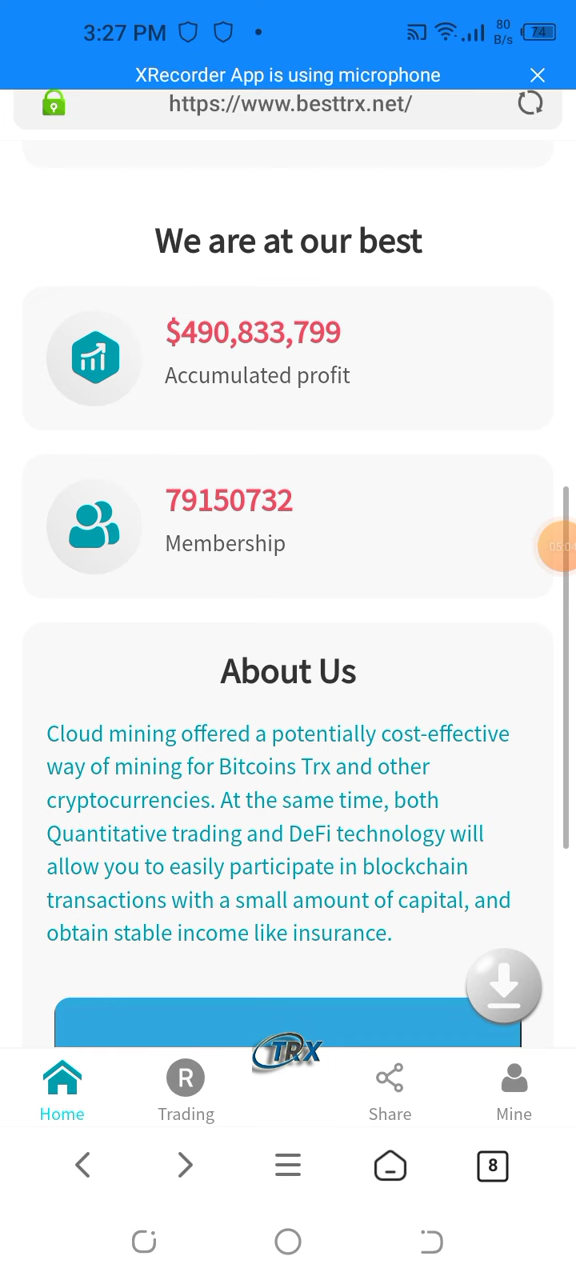 3:27 PM
80
B/s
74
XRecorder App is using microphone
https://www.besttrx.net/
We are at our best
$490,833,799
Accumulated profit
79150732
Membership
05:04
About Us
Cloud mining offered a potentially cost-effective
way of mining for Bitcoins Trx and other
cryptocurrencies. At the same time, both
Quantitative trading and DeFi technology will
allow you to easily participate in blockchain
transactions with a small amount of capital, and
obtain stable income like insurance.
TRX
R
Home
Trading
Share
Mine
8